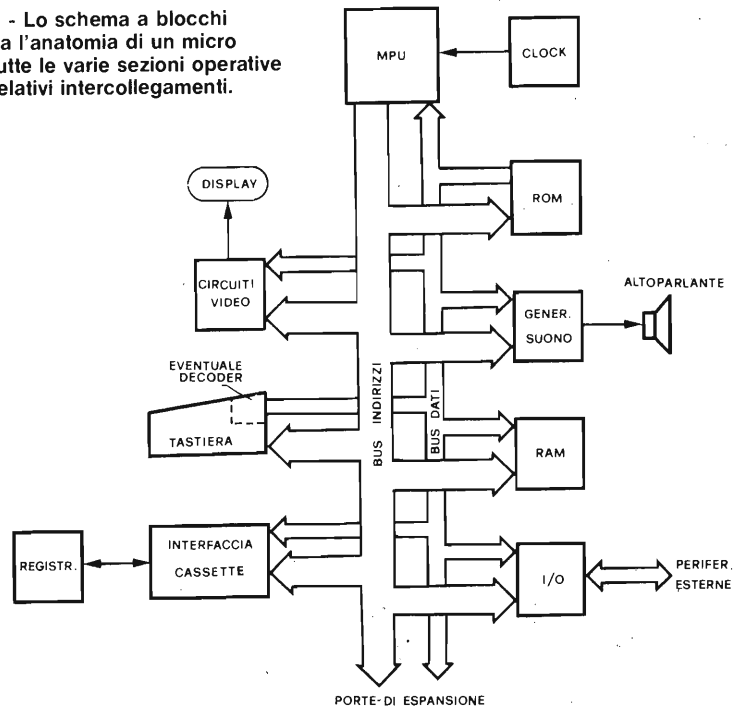 - Lo schema a blocchi
a l'anatomia di un micro
utte le varie sezioni operative
elativi intercollegamenti.
MPU
CLOCK
DISPLAY
ROM
CIRCUITI
VIDEO
ALTOPARLANTE
GENER.
SUONO
EVENTUALE
DECODER
TASTIERA
BUS INDIRIZZI
BUS DATI
RAM
REGISTR.
INTERFACCIA
CASSETTE
I/O
PERIFER.
ESTERNE
PORTE-DI ESPANSIONE